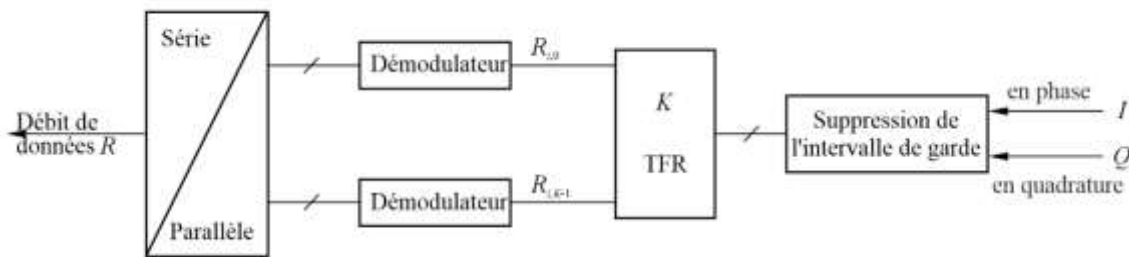 Série
Parallèle
Débit de
données R
Démodulateur
R_{i,0}
Démodulateur
R_{i,K-1}
K
TFR
Suppression de
l'intervalle de garde
en phase
I
Q
en quadrature